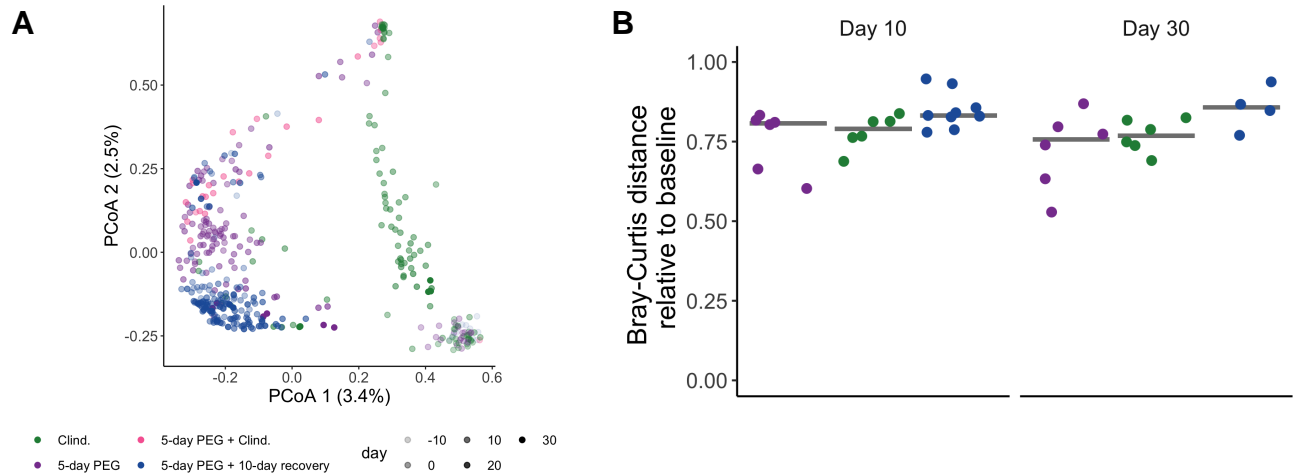 A
PCoA 2 (2.5%)
0.50
0.25
0.00
-0.25
-0.2
0.0
0.2
0.4
0.6
PCoA 1 (3.4%)
Clind.
5-day PEG + Clind.
5-day PEG
5-day PEG + 10-day recovery
day
-10
10
30
0
20
B
Day 10
Day 30
Bray-Curtis distance
relative to baseline
1.00
0.75
0.50
0.25
0.00